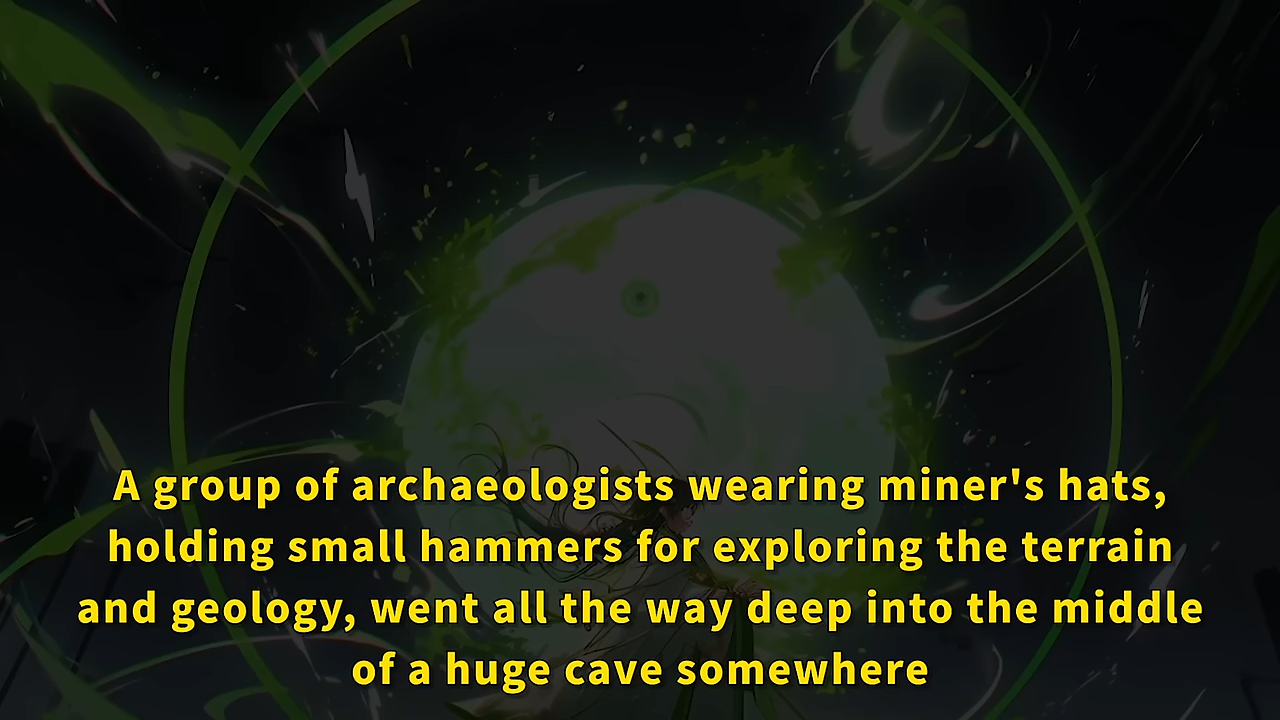 A group of archaeologists wearing miner's hats,
holding small hammers for exploring the terrain
and geology, went all the way deep into the middle
of a huge cave somewhere